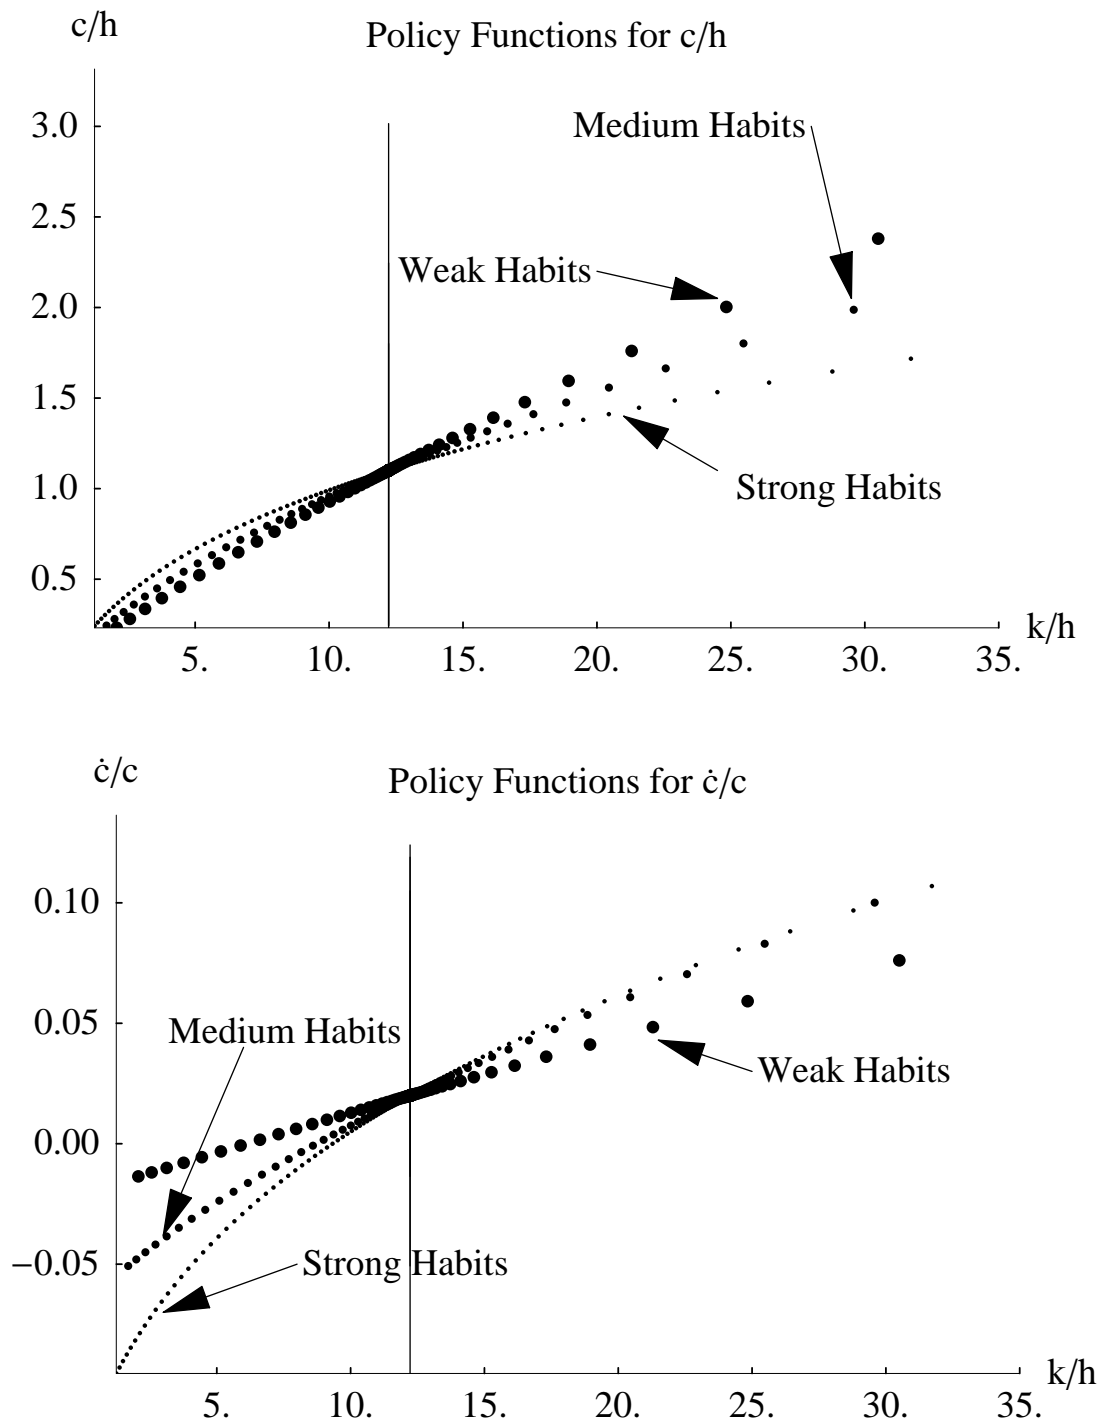 c/h
Policy Functions for c/h
3.0
Medium Habits
2.5
Weak Habits
2.0
1.5
Strong Habits
1.0
0.5
k/h
5. 10. 15. 20. 25. 30. 35.
ċ/c
Policy Functions for ċ/c
0.10
0.05
Medium Habits
Weak Habits
0.00
−0.05
Strong Habits
k/h
5. 10. 15. 20. 25. 30. 35.